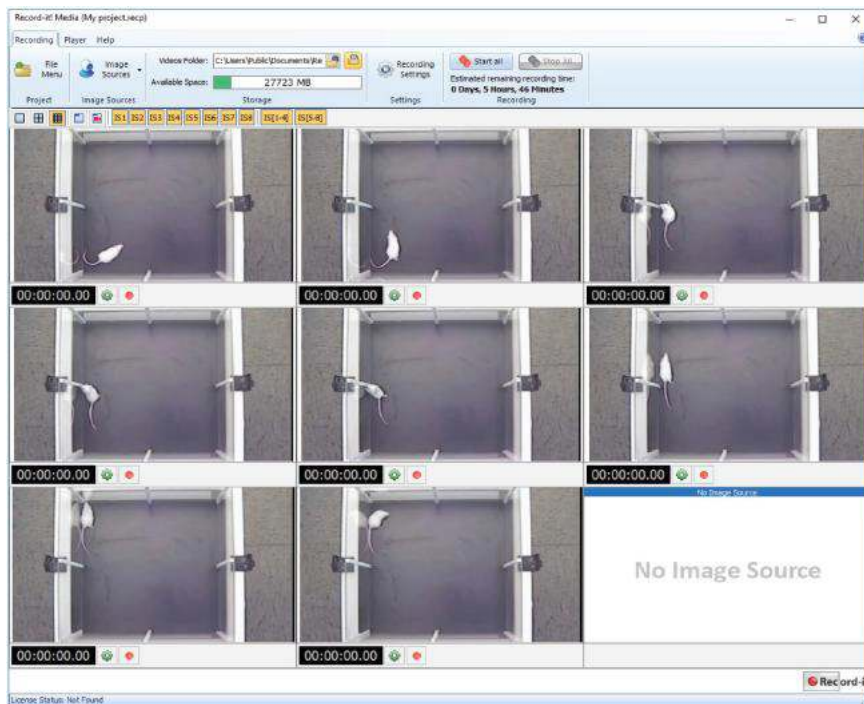 Record-it! Media (My project.recp)
Recording Player Help
File Menu
Image Sources
Videos Folder: C:\Users\Public\Documents\Re
Available Space: 27723 MB
Recording Settings
Start all Stop All
Estimated remaining recording time:
0 Days, 5 Hours, 46 Minutes
Project Image Sources Storage Settings Recording
IS1 IS2 IS3 IS4 IS5 IS6 IS7 IS8 IS[1-4] IS[5-8]
00:00:00.00 00:00:00.00 00:00:00.00
00:00:00.00 00:00:00.00 00:00:00.00
No Image Source
No Image Source
00:00:00.00 00:00:00.00
Record-i
License Status: Not Found